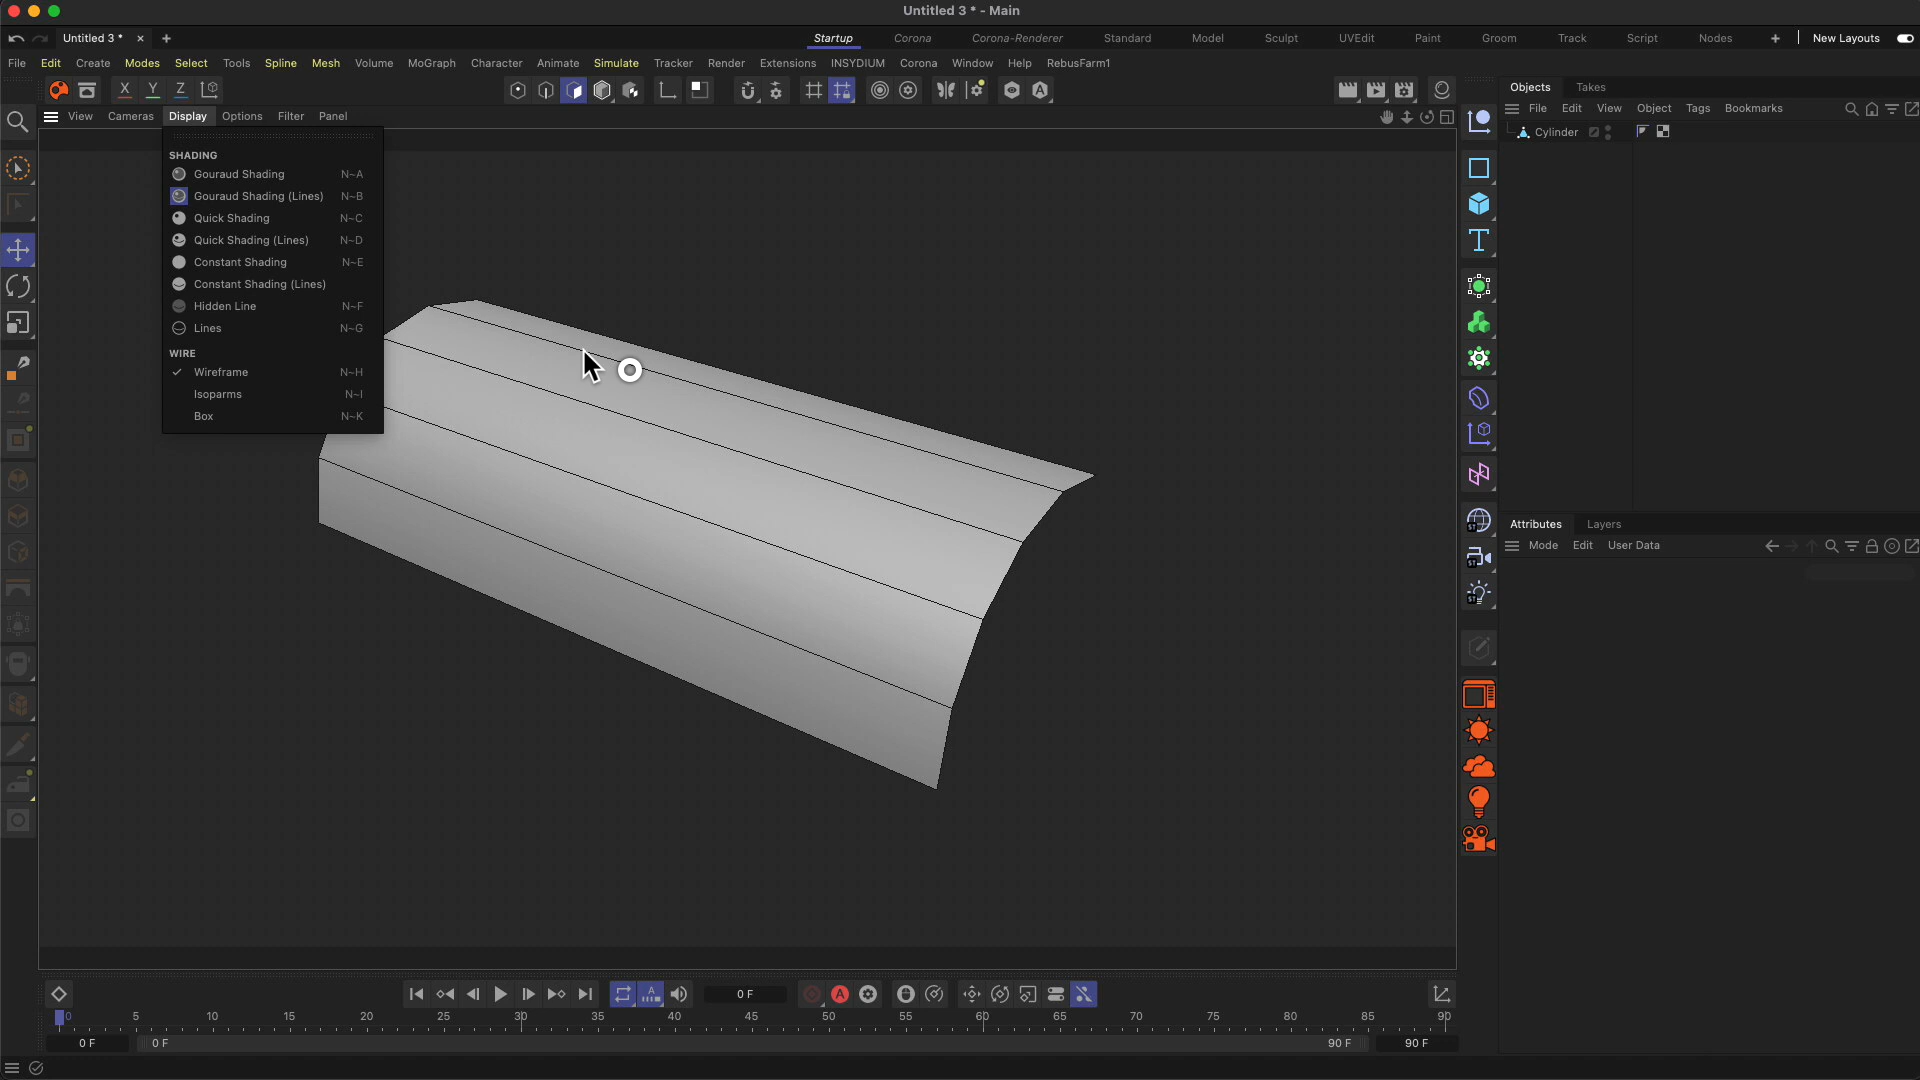 Untitled 3 * - Main
Untitled 3 *
Startup
Corona
Corona-Renderer
Standard
Model
Sculpt
UVEdit
Paint
Groom
Track
Script
Nodes
New Layouts
File Edit Create Modes Select Tools Spline Mesh Volume MoGraph Character Animate Simulate Tracker Render Extensions INSYDIUM Corona Window Help RebusFarm1
X Y Z
Objects Takes
View Cameras Display Options Filter Panel
File Edit View Object Tags Bookmarks
Cylinder
SHADING
Gouraud Shading N~A
Gouraud Shading (Lines) N~B
Quick Shading N~C
Quick Shading (Lines) N~D
Constant Shading N~E
Constant Shading (Lines)
Hidden Line N~F
Lines N~G
WIRE
Wireframe N~H
Isoparms N~I
Box N~K
Attributes Layers
Mode Edit User Data
0 F
0 5 10 15 20 25 30 35 40 45 50 55 60 65 70 75 80 85 90
0 F 0 F 90 F 90 F